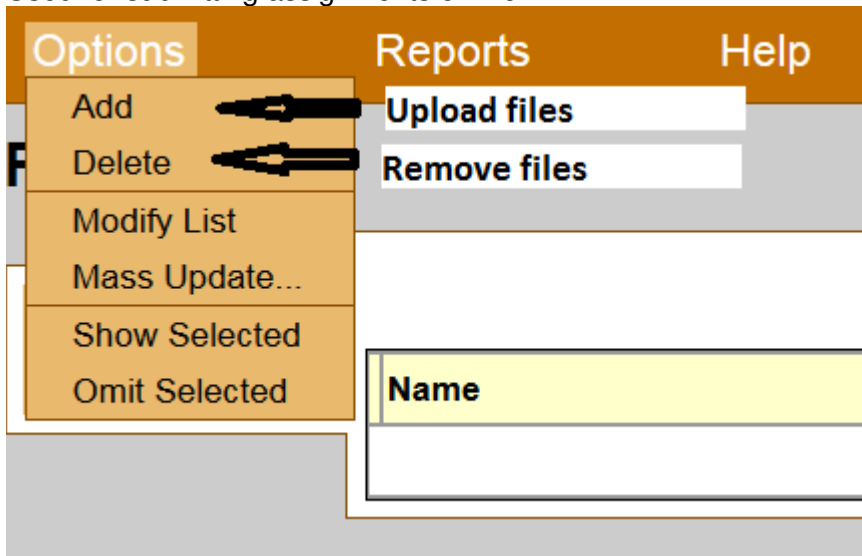 Options Reports Help
Add Upload files
Delete Remove files
Modify List
Mass Update...
Show Selected
Omit Selected
Name